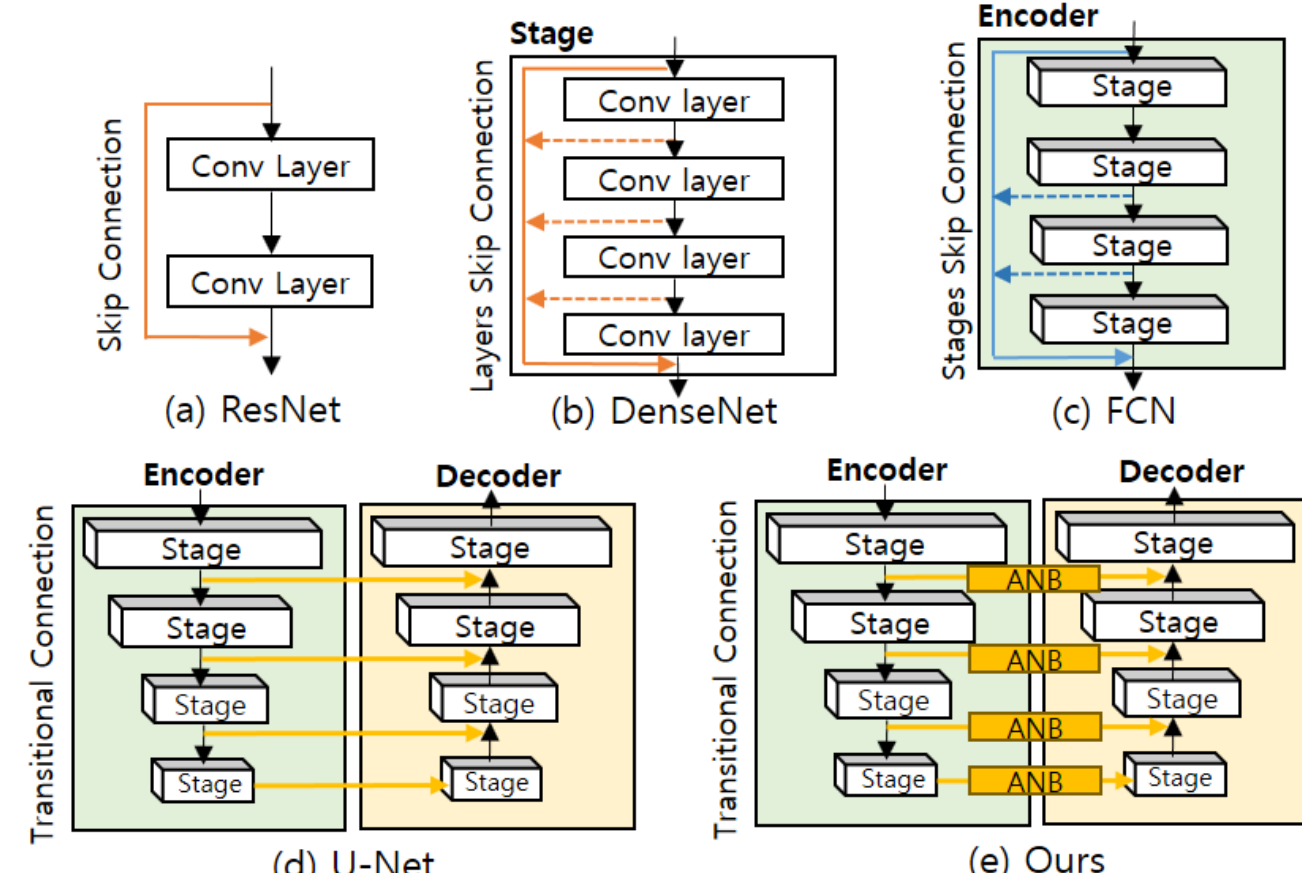 Stage
Encoder
Skip Connection
Conv Layer
Conv Layer
Layers Skip Connection
Conv layer
Conv layer
Conv layer
Conv layer
Stages Skip Connection
Stage
Stage
Stage
Stage
(a) ResNet
(b) DenseNet
(c) FCN
Encoder
Decoder
Transitional Connection
Stage
Stage
Stage
Stage
Stage
Stage
Stage
Stage
Encoder
Decoder
Transitional Connection
Stage
Stage
Stage
Stage
ANB
ANB
ANB
ANB
Stage
Stage
Stage
Stage
(d) U-Net
(e) Ours